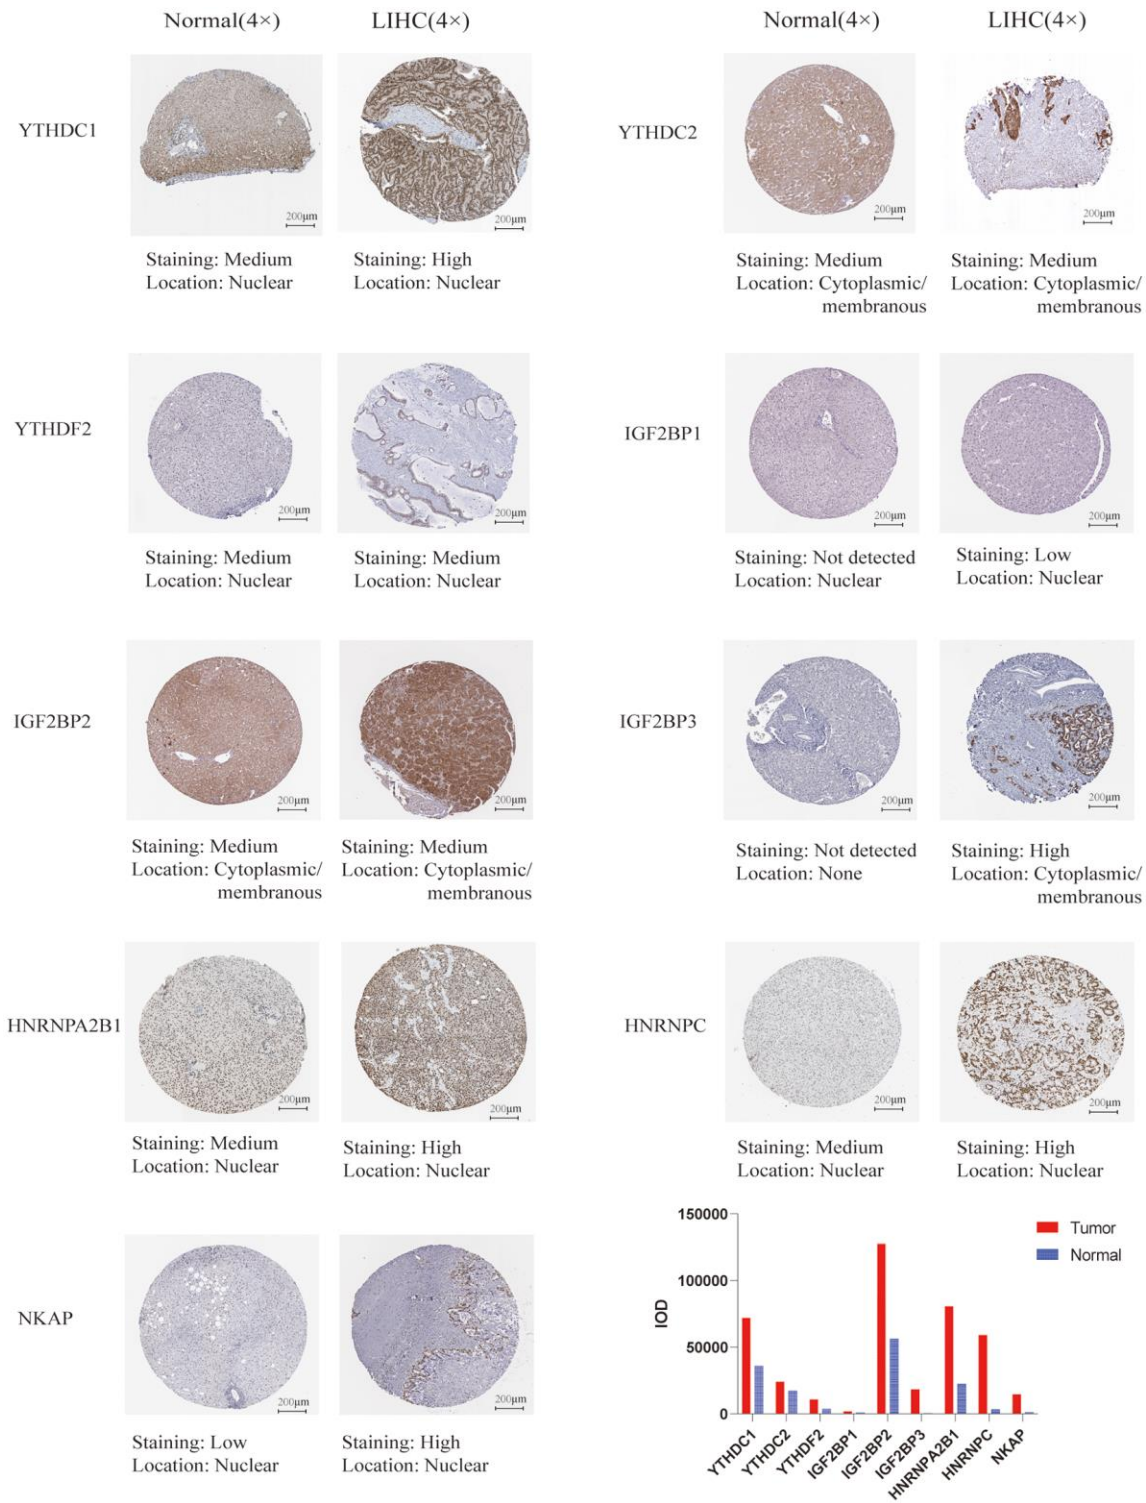 Normal(4×) LIHC(4×) Normal(4×) LIHC(4×)
YTHDC1
200μm
200μm
Staining: Medium
Location: Nuclear
Staining: High
Location: Nuclear
YTHDC2
200μm
200μm
Staining: Medium
Location: Cytoplasmic/
membranous
Staining: Medium
Location: Cytoplasmic/
membranous
YTHDF2
200μm
200μm
Staining: Medium
Location: Nuclear
Staining: Medium
Location: Nuclear
IGF2BP1
200μm
200μm
Staining: Not detected
Location: Nuclear
Staining: Low
Location: Nuclear
IGF2BP2
200μm
200μm
Staining: Medium
Location: Cytoplasmic/
membranous
Staining: Medium
Location: Cytoplasmic/
membranous
IGF2BP3
200μm
200μm
Staining: Not detected
Location: None
Staining: High
Location: Cytoplasmic/
membranous
HNRNPA2B1
200μm
200μm
Staining: Medium
Location: Nuclear
Staining: High
Location: Nuclear
HNRNPC
200μm
200μm
Staining: Medium
Location: Nuclear
Staining: High
Location: Nuclear
NKAP
200μm
200μm
Staining: Low
Location: Nuclear
Staining: High
Location: Nuclear
150000
100000
50000
0
IOD
Tumor
Normal
YTHDC1
YTHDC2
YTHDF2
IGF2BP1
IGF2BP2
IGF2BP3
HNRNPA2B1
HNRNPC
NKAP